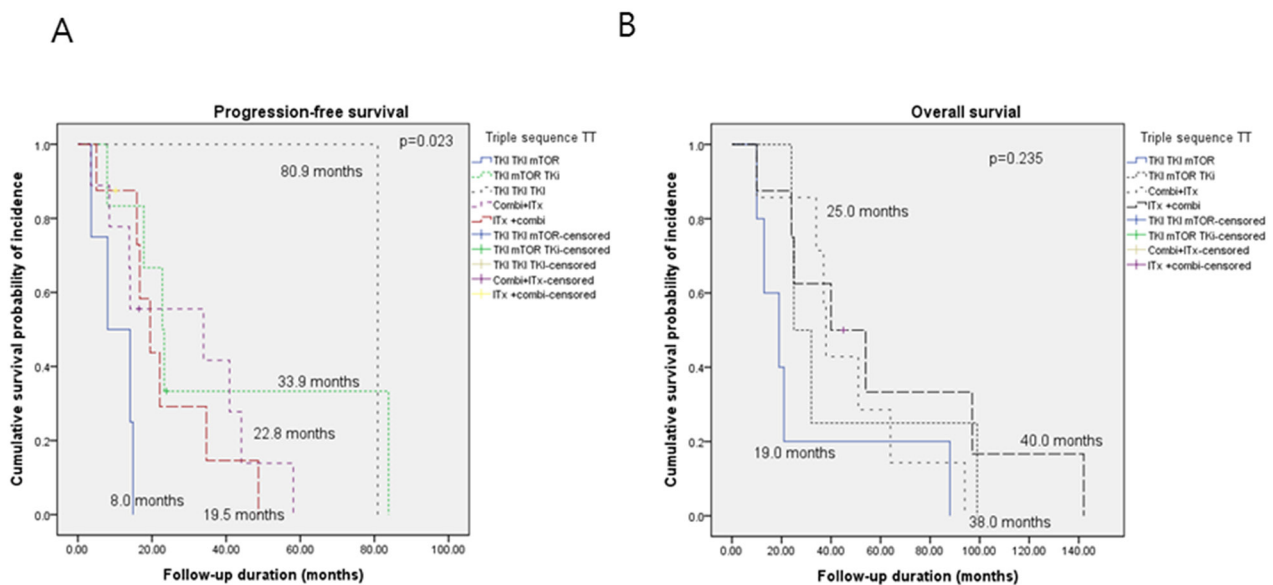 A
Progression-free survival
p=0.023
80.9 months
33.9 months
22.8 months
8.0 months
19.5 months
Cumulative survival probability of incidence
1.0
0.8
0.6
0.4
0.2
0.0
0.00 20.00 40.00 60.00 80.00 100.00
Follow-up duration (months)
Triple sequence TT
TKI TKI mTOR
TKI mTOR TKi
TKI TKI TKI
Combi+ITx
ITx +combi
TKI TKI mTOR-censored
TKI mTOR TKi-censored
TKI TKI TKI-censored
Combi+ITx-censored
ITx +combi-censored
B
Overall survial
p=0.235
25.0 months
19.0 months
40.0 months
38.0 months
Cumulative survival probability of incidence
1.0
0.8
0.6
0.4
0.2
0.0
0.00 20.00 40.00 60.00 80.00 100.00 120.00 140.00
Follow-up duration (months)
Triple sequence TT
TKI TKI mTOR
TKI mTOR TKi
Combi+ITx
ITx +combi
TKI TKI mTOR-censored
TKI mTOR TKi-censored
Combi+ITx-censored
ITx +combi-censored